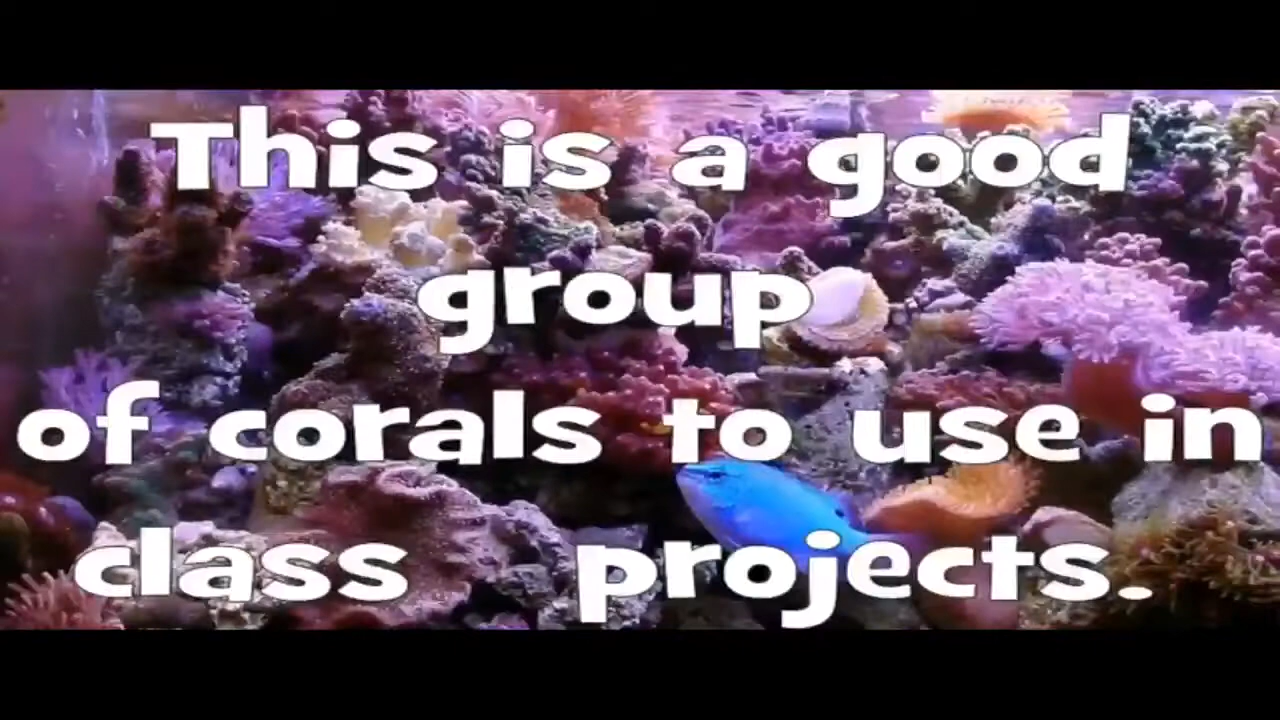 This is a good
group
of corals to use in
class projects.